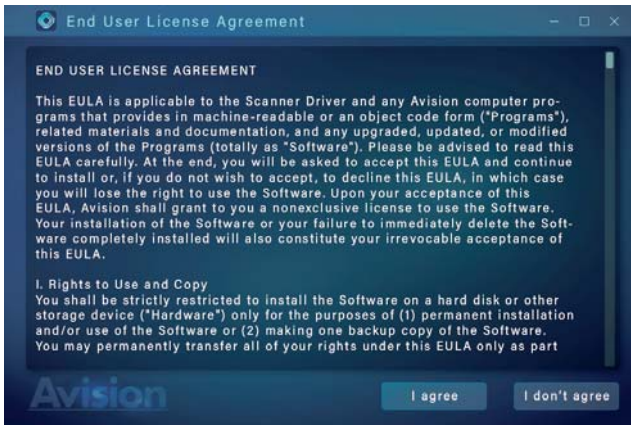 End User License Agreement
END USER LICENSE AGREEMENT
This EULA is applicable to the Scanner Driver and any Avision computer pro-
grams that provides in machine-readable or an object code form ("Programs"),
related materials and documentation, and any upgraded, updated, or modified
versions of the Programs (totally as "Software"). Please be advised to read this
EULA carefully. At the end, you will be asked to accept this EULA and continue
to install or, if you do not wish to accept, to decline this EULA, in which case
you will lose the right to use the Software. Upon your acceptance of this
EULA, Avision shall grant to you a nonexclusive license to use the Software.
Your installation of the Software or your failure to immediately delete the Soft-
ware completely installed will also constitute your irrevocable acceptance of
this EULA.
I. Rights to Use and Copy
You shall be strictly restricted to install the Software on a hard disk or other
storage device ("Hardware") only for the purposes of (1) permanent installation
and/or use of the Software or (2) making one backup copy of the Software.
You may permanently transfer all of your rights under this EULA only as part
Avision
I agree
I don't agree